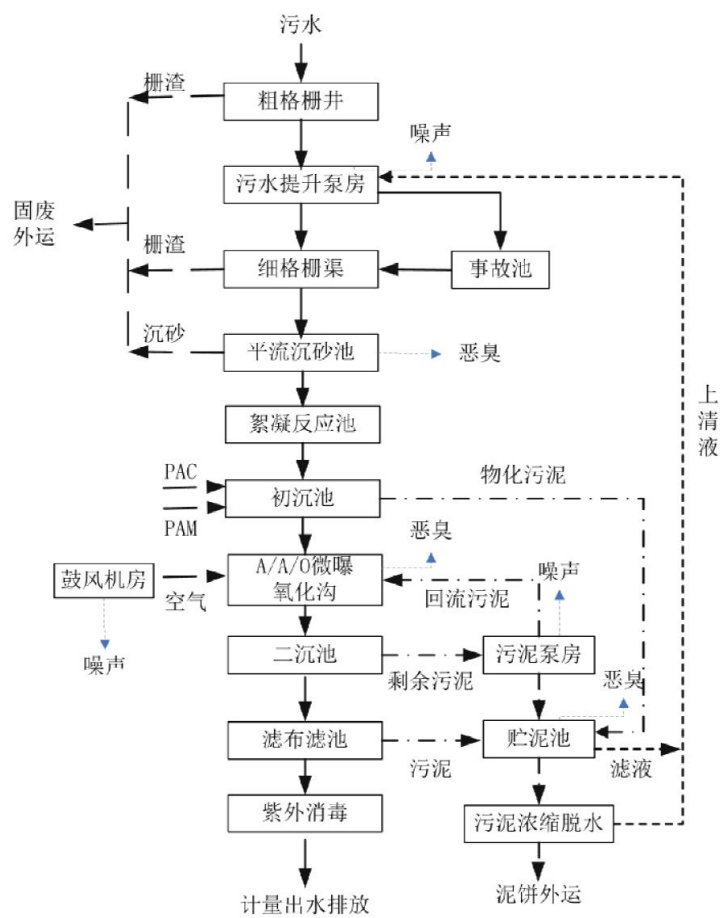 污水
栅渣
粗格栅井
噪声
污水提升泵房
固废
外运
栅渣
细格栅渠
事故池
沉砂
平流沉砂池
恶臭
上
清
液
絮凝反应池
PAC
物化污泥
初沉池
PAM
恶臭
鼓风机房
空气
A/A/O微曝
氧化沟
回流污泥
噪声
噪声
二沉池
剩余污泥
污泥泵房
恶臭
滤布滤池
污泥
贮泥池
滤液
紫外消毒
污泥浓缩脱水
计量出水排放
泥饼外运